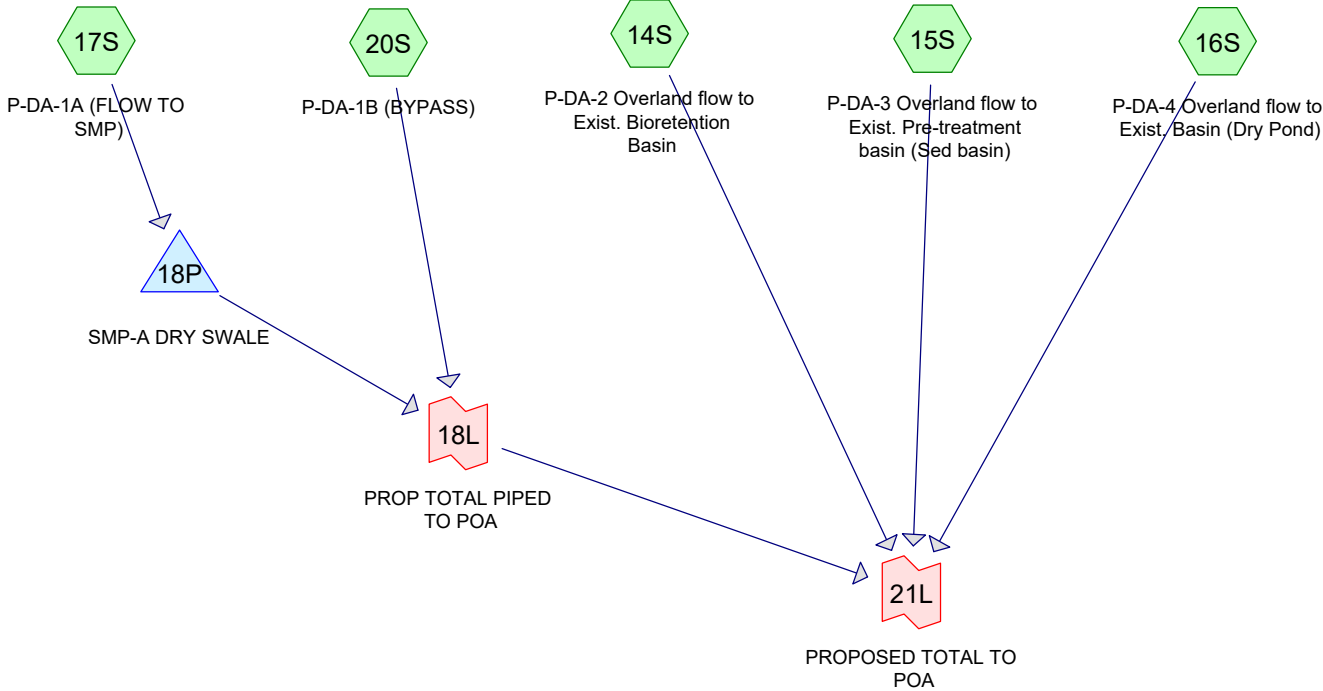 17S
P-DA-1A (FLOW TO
SMP)
20S
P-DA-1B (BYPASS)
14S
P-DA-2 Overland flow to
Exist. Bioretention
Basin
15S
P-DA-3 Overland flow to
Exist. Pre-treatment
basin (Sed basin)
16S
P-DA-4 Overland flow to
Exist. Basin (Dry Pond)
18P
SMP-A DRY SWALE
18L
PROP TOTAL PIPED
TO POA
21L
PROPOSED TOTAL TO
POA